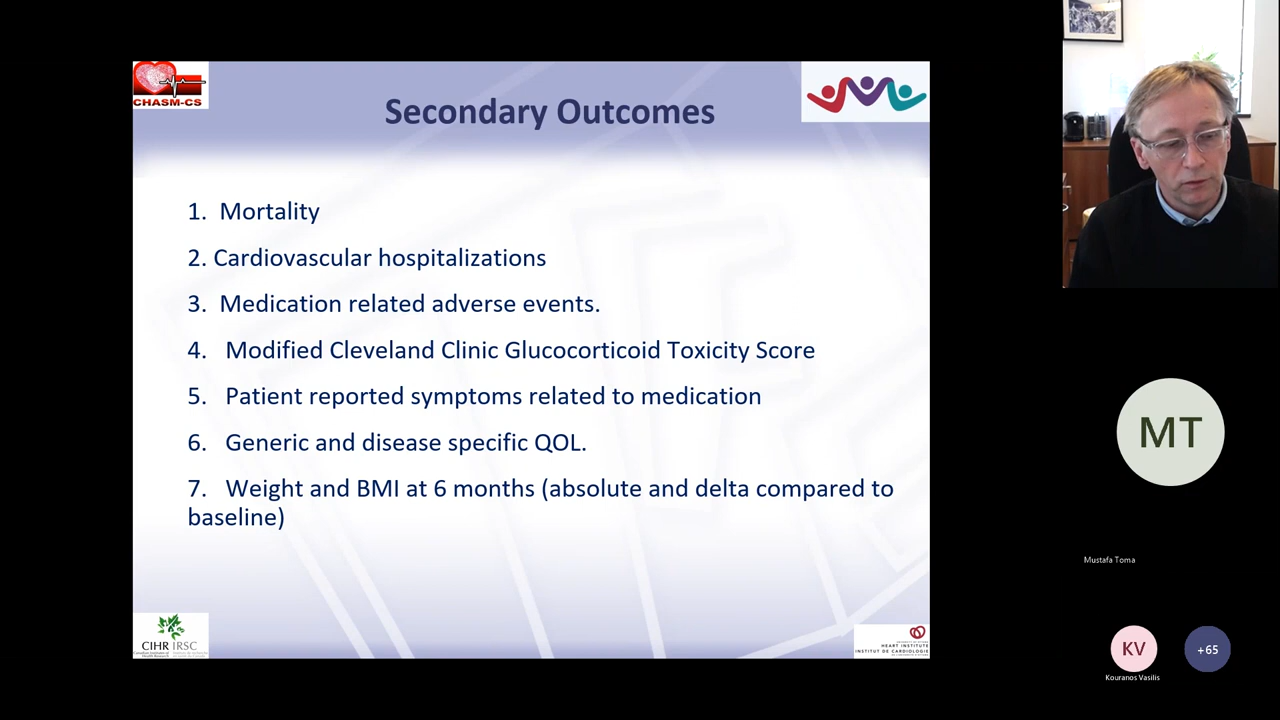 CHASM-CS
Secondary Outcomes
1. Mortality
2. Cardiovascular hospitalizations
3. Medication related adverse events.
4. Modified Cleveland Clinic Glucocorticoid Toxicity Score
5. Patient reported symptoms related to medication
6. Generic and disease specific QOL.
7. Weight and BMI at 6 months (absolute and delta compared to
baseline)
CIHR IRSC
HEART INSTITUTE
INSTITUT DE CARDIOLOGIE
MT
Mustafa Toma
KV
+65
Kouranos Vasilis